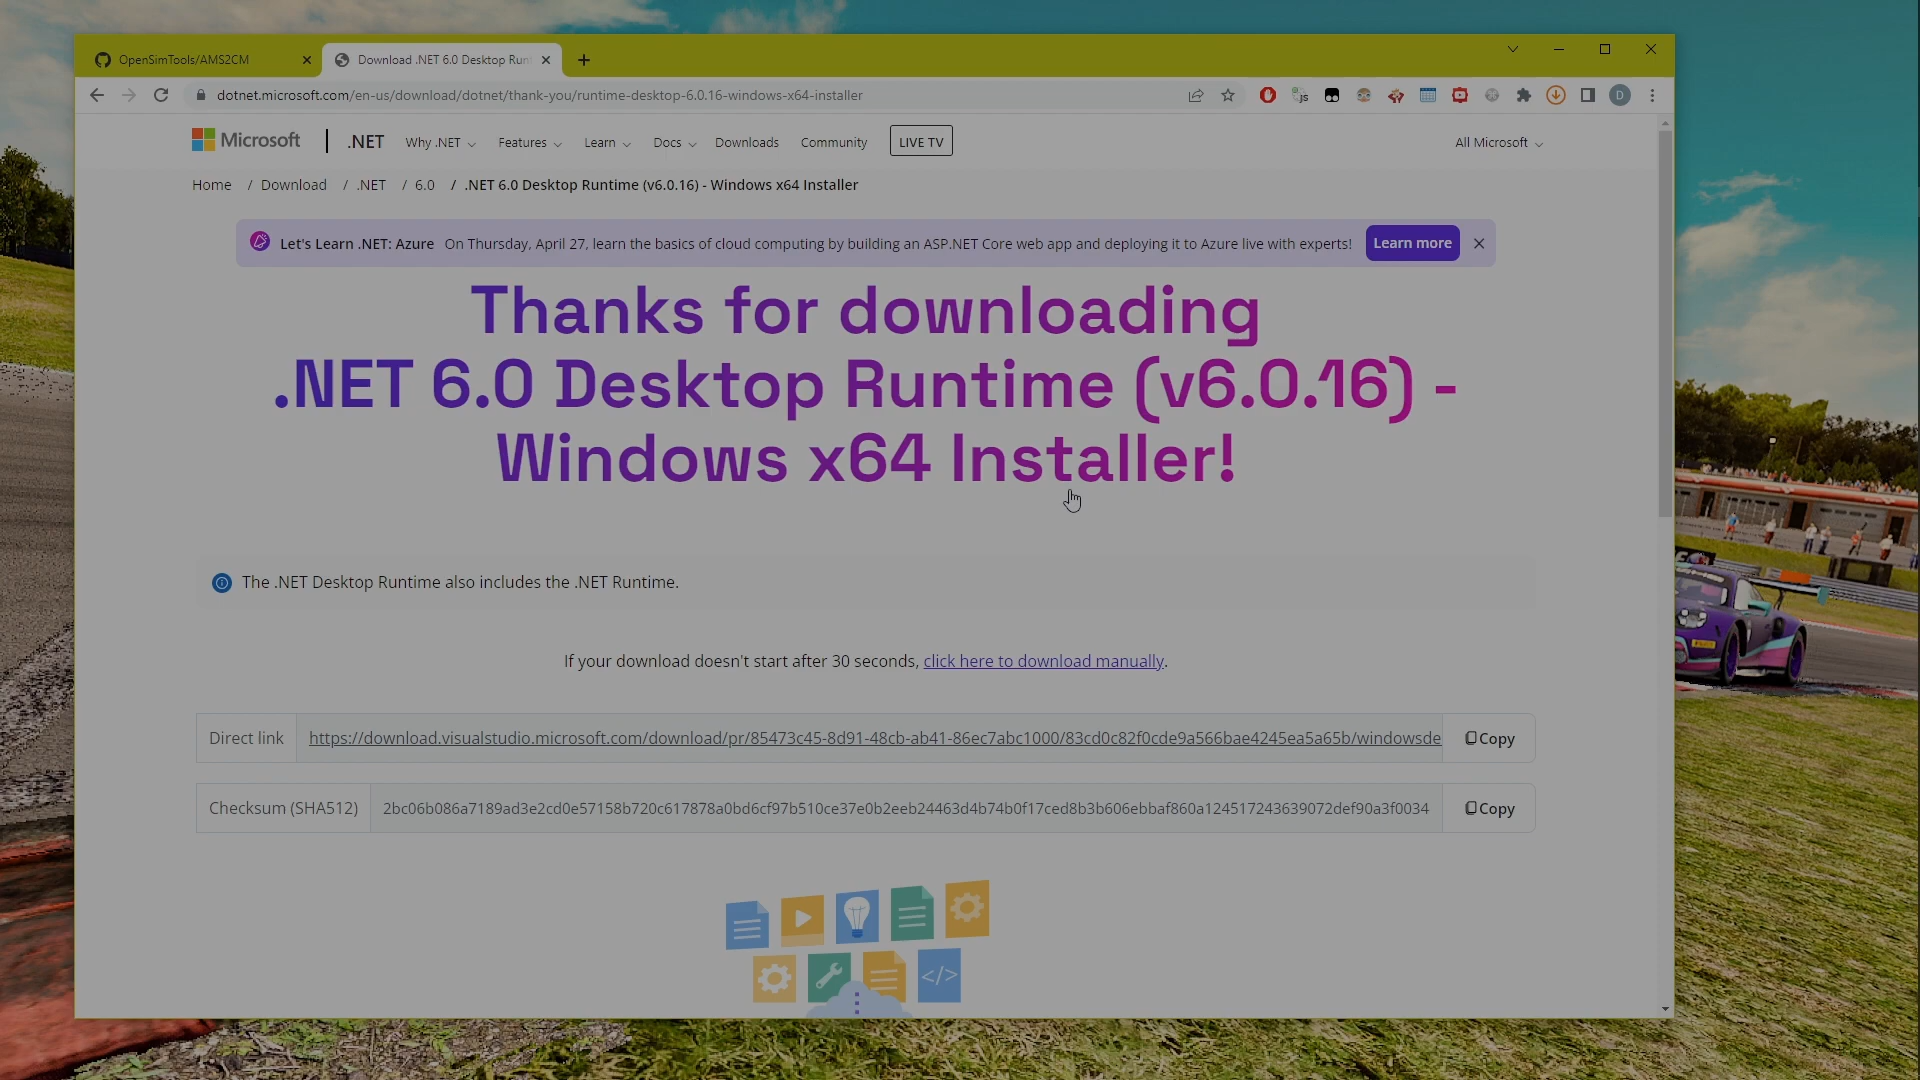 OpenSimTools/AMS2CM
Download .NET 6.0 Desktop Run
dotnet.microsoft.com/en-us/download/dotnet/thank-you/runtime-desktop-6.0.16-windows-x64-installer
Microsoft .NET Why .NET Features Learn Docs Downloads Community LIVE TV All Microsoft
Home / Download / .NET / 6.0 / .NET 6.0 Desktop Runtime (v6.0.16) - Windows x64 Installer
Let's Learn .NET: Azure On Thursday, April 27, learn the basics of cloud computing by building an ASP.NET Core web app and deploying it to Azure live with experts! Learn more
Thanks for downloading
.NET 6.0 Desktop Runtime (v6.0.16) -
Windows x64 Installer!
The .NET Desktop Runtime also includes the .NET Runtime.
If your download doesn't start after 30 seconds, click here to download manually.
Direct link https://download.visualstudio.microsoft.com/download/pr/85473c45-8d91-48cb-ab41-86ec7abc1000/83cd0c82f0cde9a566bae4245ea5a65b/windowsde Copy
Checksum (SHA512) 2bc06b086a7189ad3e2cd0e57158b720c617878a0bd6cf97b510ce37e0b2eeb24463d4b74b0f17ced8b3b606ebbaf860a124517243639072def90a3f0034 Copy